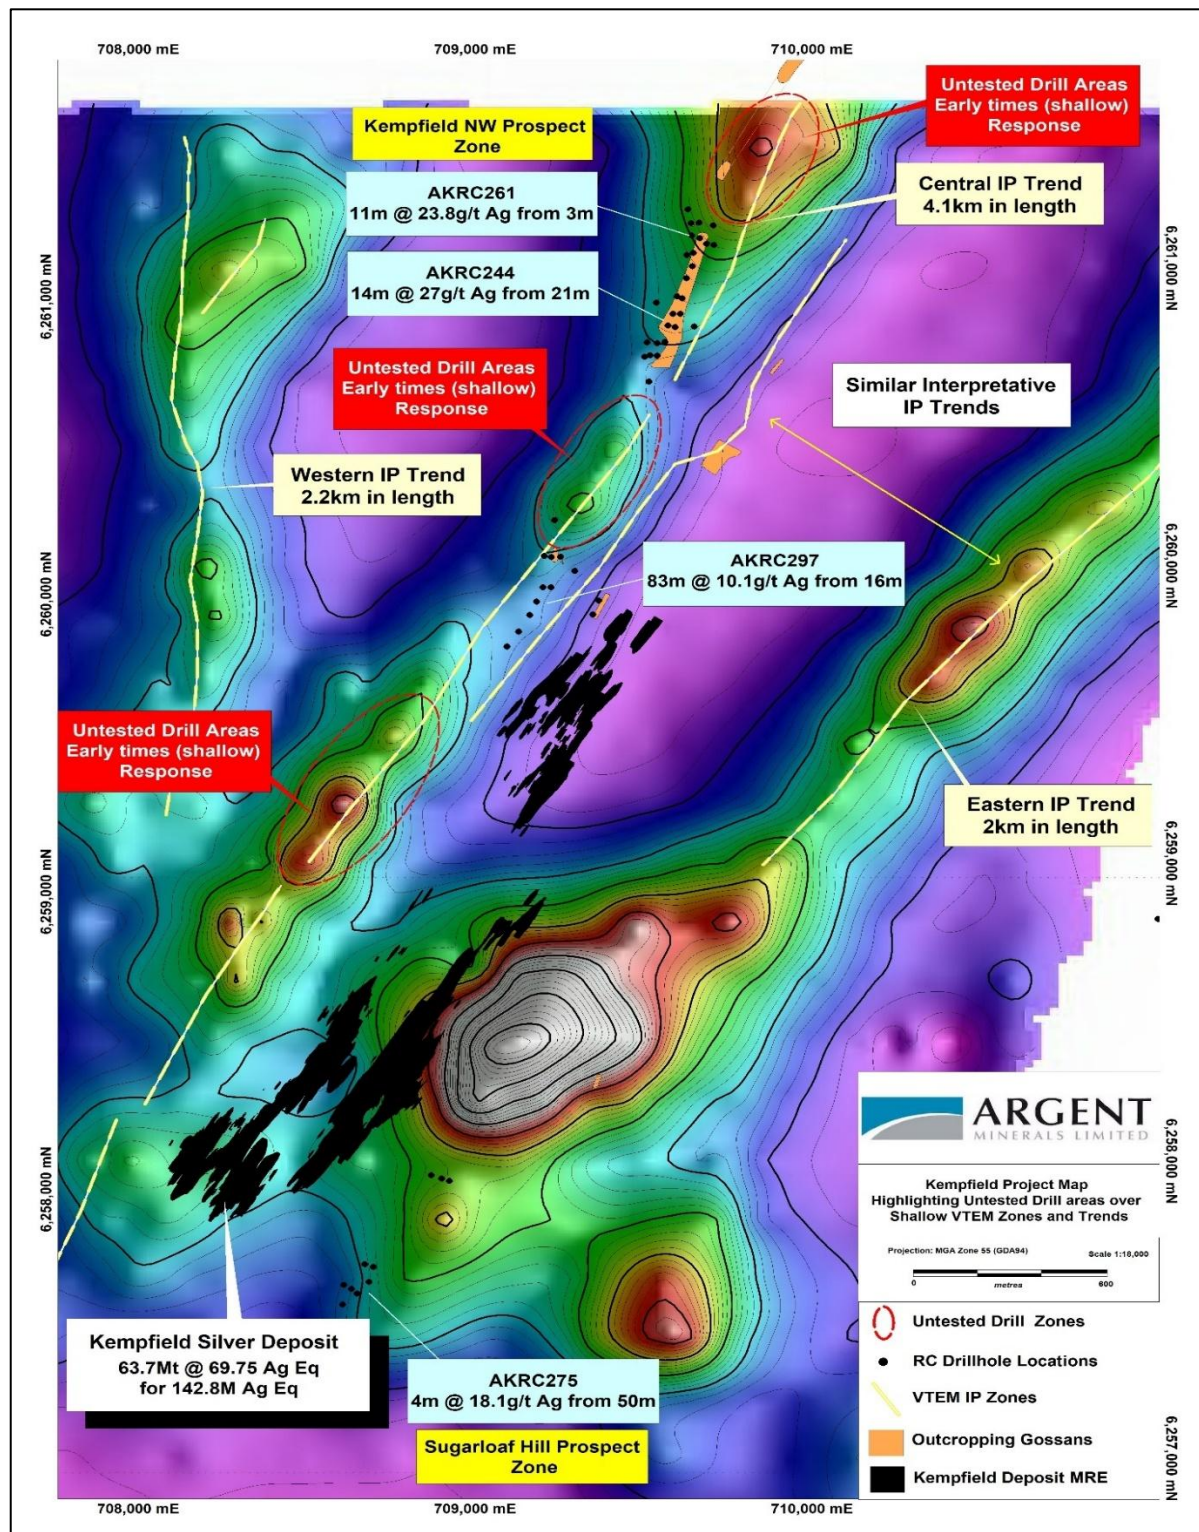 708,000 mE
709,000 mE
710,000 mE
Untested Drill Areas
Early times (shallow)
Response
Kempfield NW Prospect
Zone
Central IP Trend
4.1km in length
AKRC261
11m @ 23.8g/t Ag from 3m
AKRC244
14m @ 27g/t Ag from 21m
6,261,000 mN
6,261,000 mN
Untested Drill Areas
Early times (shallow)
Response
Similar Interpretative
IP Trends
Western IP Trend
2.2km in length
AKRC297
83m @ 10.1g/t Ag from 16m
6,260,000 mN
6,260,000 mN
Untested Drill Areas
Early times (shallow)
Response
Eastern IP Trend
2km in length
6,259,000 mN
6,259,000 mN
ARGENT
MINERALS LIMITED
6,258,000 mN
6,258,000 mN
Kempfield Project Map
Highlighting Untested Drill areas over
Shallow VTEM Zones and Trends
Projection: MGA Zone 55 (GDA94)
Scale 1:18,000
0
metres
600
Untested Drill Zones
RC Drillhole Locations
VTEM IP Zones
Outcropping Gossans
Kempfield Deposit MRE
Kempfield Silver Deposit
63.7Mt @ 69.75 Ag Eq
for 142.8M Ag Eq
AKRC275
4m @ 18.1g/t Ag from 50m
Sugarloaf Hill Prospect
Zone
6,257,000 mN
708,000 mE
709,000 mE
710,000 mE